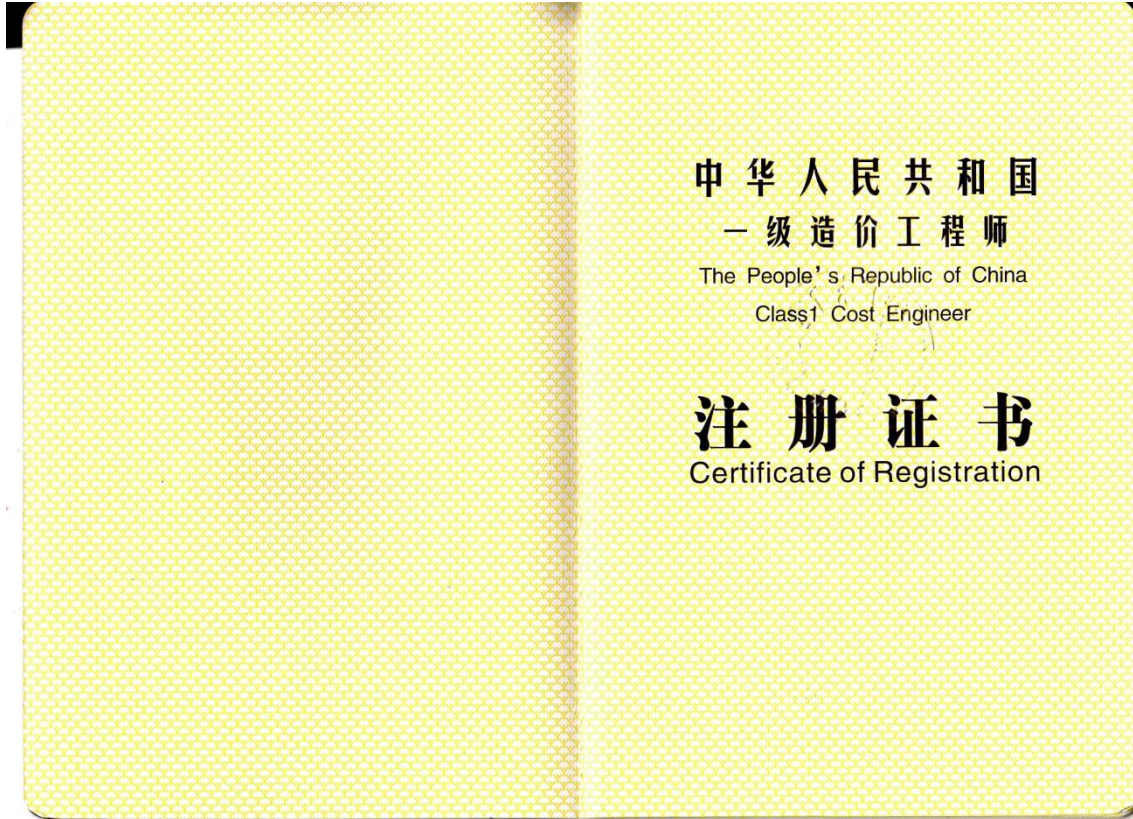 中华人民共和国
一级造价工程师
The People's Republic of China
Class1 Cost Engineer
注册证书
Certificate of Registration